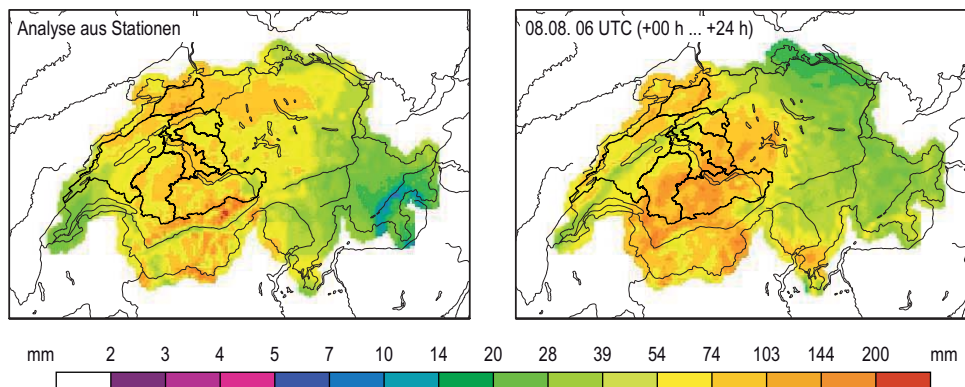 Analyse aus Stationen
08.08. 06 UTC (+00 h ... +24 h)
mm 2 3 4 5 7 10 14 20 28 39 54 74 103 144 200 mm